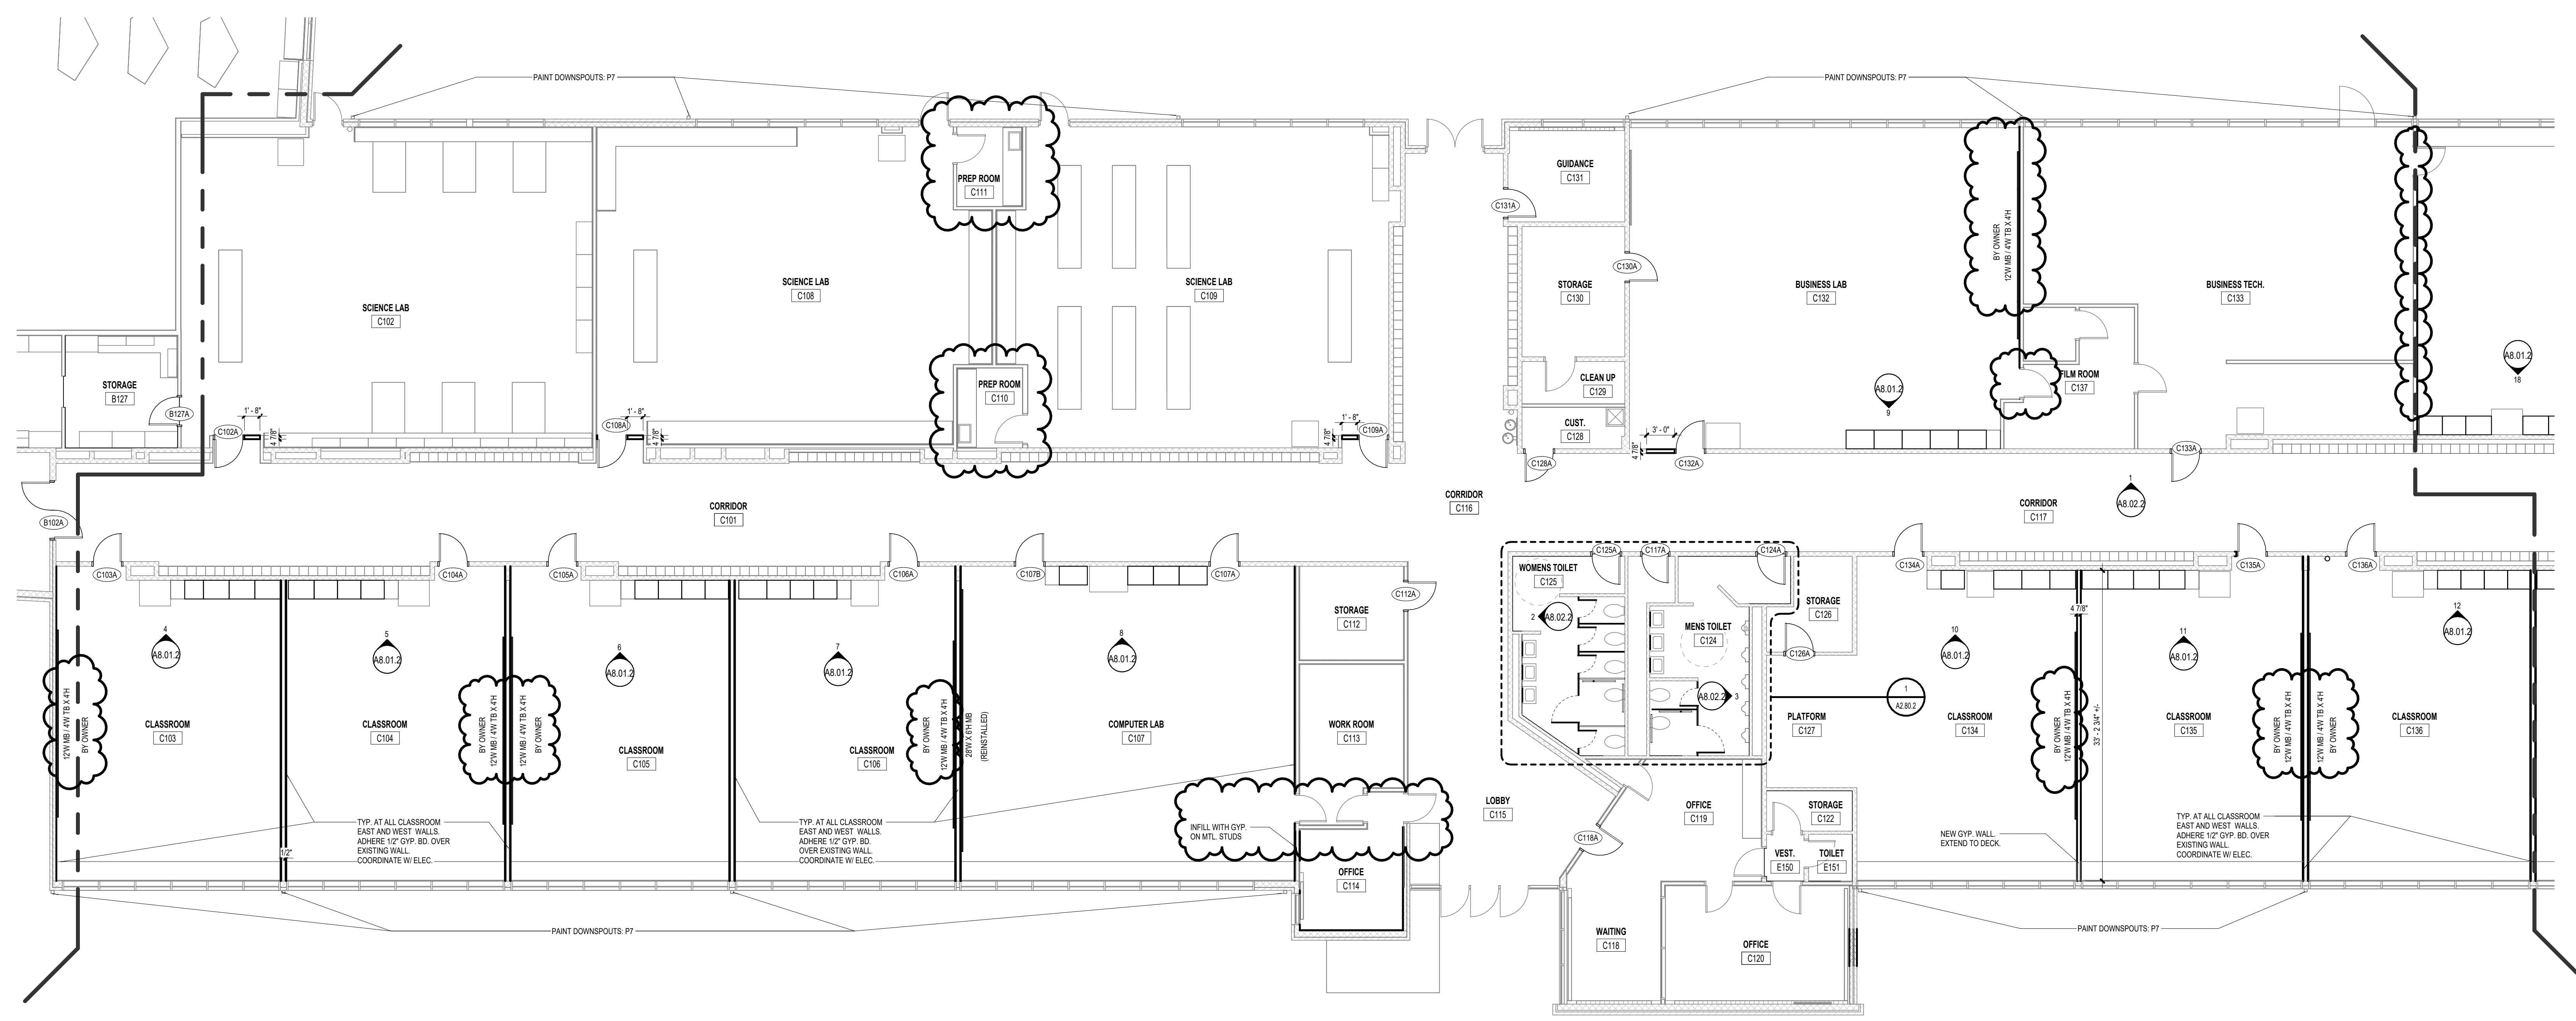 PAINT DOWNSPOUTS: P7
PAINT DOWNSPOUTS: P7
PREP ROOM
C111
GUIDANCE
C131
C131A
SCIENCE LAB
C102
SCIENCE LAB
C108
SCIENCE LAB
C109
C130A
STORAGE
C130
BUSINESS LAB
C132
BY OWNER
12'W MB / 4'W TB X 4'H
BUSINESS TECH.
C133
STORAGE
B127
B127A
PREP ROOM
C110
CLEAN UP
C129
FILM ROOM
C137
A8.01.2
9
A8.01.2
18
C102A
1' - 8"
4 7/8"
C108A
1' - 8"
4 7/8"
1' - 8"
4 7/8"
C109A
CUST.
C128
C128A
3' - 0"
4 7/8"
C132A
C133A
B102A
CORRIDOR
C101
CORRIDOR
C116
CORRIDOR
C117
1
A8.02.2
C103A
C104A
C105A
C106A
C107B
C107A
C112A
C125A
C117A
C124A
C134A
C135A
C136A
WOMENS TOILET
C125
2
A8.02.2
MENS TOILET
C124
A8.02.2
3
STORAGE
C126
C126A
STORAGE
C112
4 7/8"
4
A8.01.2
5
A8.01.2
6
A8.01.2
7
A8.01.2
8
A8.01.2
10
A8.01.2
11
A8.01.2
12
A8.01.2
1
A2.80.2
12'W MB / 4'W TB X 4'H
BY OWNER
CLASSROOM
C103
CLASSROOM
C104
BY OWNER
12'W MB / 4'W TB X 4'H
12'W MB / 4'W TB X 4'H
BY OWNER
CLASSROOM
C105
CLASSROOM
C106
BY OWNER
12'W MB / 4'W TB X 4'H
28'W X 6'H MB
(REINSTALLED)
COMPUTER LAB
C107
WORK ROOM
C113
PLATFORM
C127
CLASSROOM
C134
BY OWNER
12'W MB / 4'W TB X 4'H
33' - 2 3/4" +/-
CLASSROOM
C135
BY OWNER
12'W MB / 4'W TB X 4'H
12'W MB / 4'W TB X 4'H
BY OWNER
CLASSROOM
C136
LOBBY
C115
OFFICE
C119
STORAGE
C122
C118A
VEST.
E150
TOILET
E151
1/2"
TYP. AT ALL CLASSROOM
EAST AND WEST WALLS.
ADHERE 1/2" GYP. BD. OVER
EXISTING WALL.
COORDINATE W/ ELEC.
TYP. AT ALL CLASSROOM
EAST AND WEST WALLS.
ADHERE 1/2" GYP. BD.
OVER EXISTING WALL.
COORDINATE W/ ELEC.
INFILL WITH GYP.
ON MTL. STUDS
NEW GYP. WALL.
EXTEND TO DECK.
TYP. AT ALL CLASSROOM
EAST AND WEST WALLS.
ADHERE 1/2" GYP. BD. OVER
EXISTING WALL.
COORDINATE W/ ELEC.
OFFICE
C114
WAITING
C118
OFFICE
C120
PAINT DOWNSPOUTS: P7
PAINT DOWNSPOUTS: P7